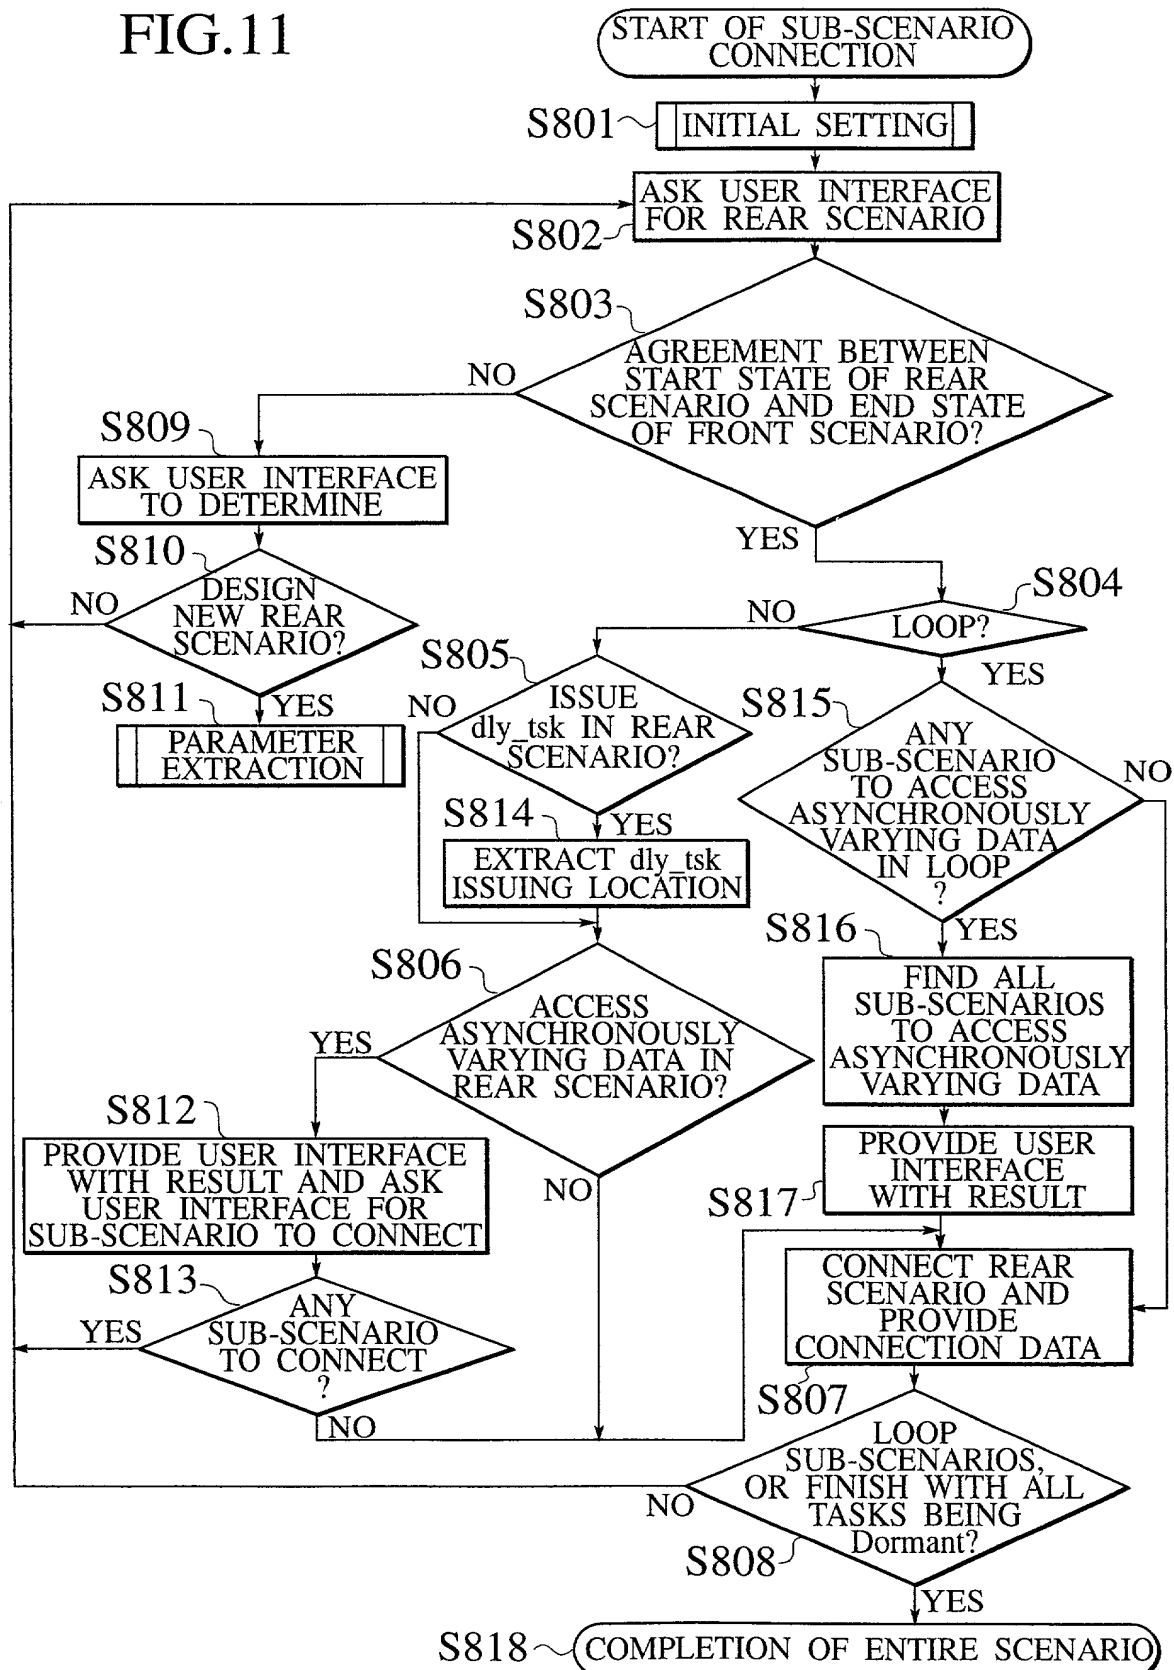 FIG.11
START OF SUB-SCENARIO
CONNECTION
S801
INITIAL SETTING
ASK USER INTERFACE
FOR REAR SCENARIO
S802
S803
AGREEMENT BETWEEN
START STATE OF REAR
SCENARIO AND END STATE
OF FRONT SCENARIO?
NO
YES
S809
ASK USER INTERFACE
TO DETERMINE
S810
DESIGN
NEW REAR
SCENARIO?
NO
YES
S811
PARAMETER
EXTRACTION
S804
LOOP?
NO
YES
S805
ISSUE
dly_tsk IN REAR
SCENARIO?
NO
YES
S814
EXTRACT dly_tsk
ISSUING LOCATION
S815
ANY
SUB-SCENARIO
TO ACCESS
ASYNCHRONOUSLY
VARYING DATA
IN LOOP
?
NO
YES
S806
ACCESS
ASYNCHRONOUSLY
VARYING DATA IN
REAR SCENARIO?
YES
NO
S816
FIND ALL
SUB-SCENARIOS
TO ACCESS
ASYNCHRONOUSLY
VARYING DATA
S812
PROVIDE USER INTERFACE
WITH RESULT AND ASK
USER INTERFACE FOR
SUB-SCENARIO TO CONNECT
PROVIDE USER
INTERFACE
WITH RESULT
S817
S813
ANY
SUB-SCENARIO
TO CONNECT
?
YES
NO
CONNECT REAR
SCENARIO AND
PROVIDE
CONNECTION DATA
S807
LOOP
SUB-SCENARIOS,
OR FINISH WITH ALL
TASKS BEING
Dormant?
NO
S808
YES
S818
COMPLETION OF ENTIRE SCENARIO